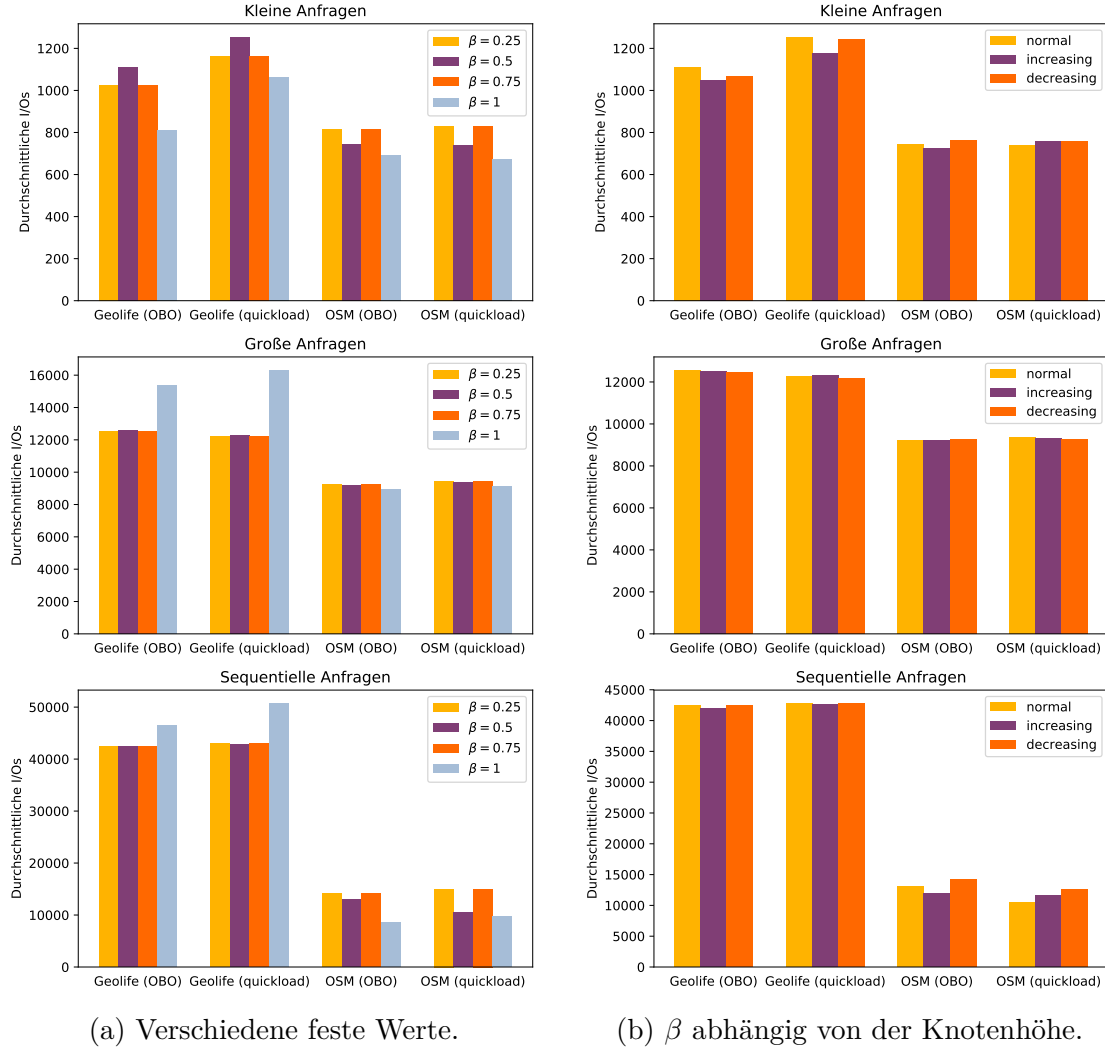 Kleine Anfragen
Durchschnittliche I/Os
1200
1000
800
600
400
200
0
β = 0.25
β = 0.5
β = 0.75
β = 1
Geolife (OBO) Geolife (quickload) OSM (OBO) OSM (quickload)
Kleine Anfragen
Durchschnittliche I/Os
1200
1000
800
600
400
200
0
normal
increasing
decreasing
Geolife (OBO) Geolife (quickload) OSM (OBO) OSM (quickload)
Große Anfragen
Durchschnittliche I/Os
16000
14000
12000
10000
8000
6000
4000
2000
0
β = 0.25
β = 0.5
β = 0.75
β = 1
Geolife (OBO) Geolife (quickload) OSM (OBO) OSM (quickload)
Große Anfragen
Durchschnittliche I/Os
12000
10000
8000
6000
4000
2000
0
normal
increasing
decreasing
Geolife (OBO) Geolife (quickload) OSM (OBO) OSM (quickload)
Sequentielle Anfragen
Durchschnittliche I/Os
50000
40000
30000
20000
10000
0
β = 0.25
β = 0.5
β = 0.75
β = 1
Geolife (OBO) Geolife (quickload) OSM (OBO) OSM (quickload)
Sequentielle Anfragen
Durchschnittliche I/Os
45000
40000
35000
30000
25000
20000
15000
10000
5000
0
normal
increasing
decreasing
Geolife (OBO) Geolife (quickload) OSM (OBO) OSM (quickload)
(a) Verschiedene feste Werte.
(b) β abhängig von der Knotenhöhe.